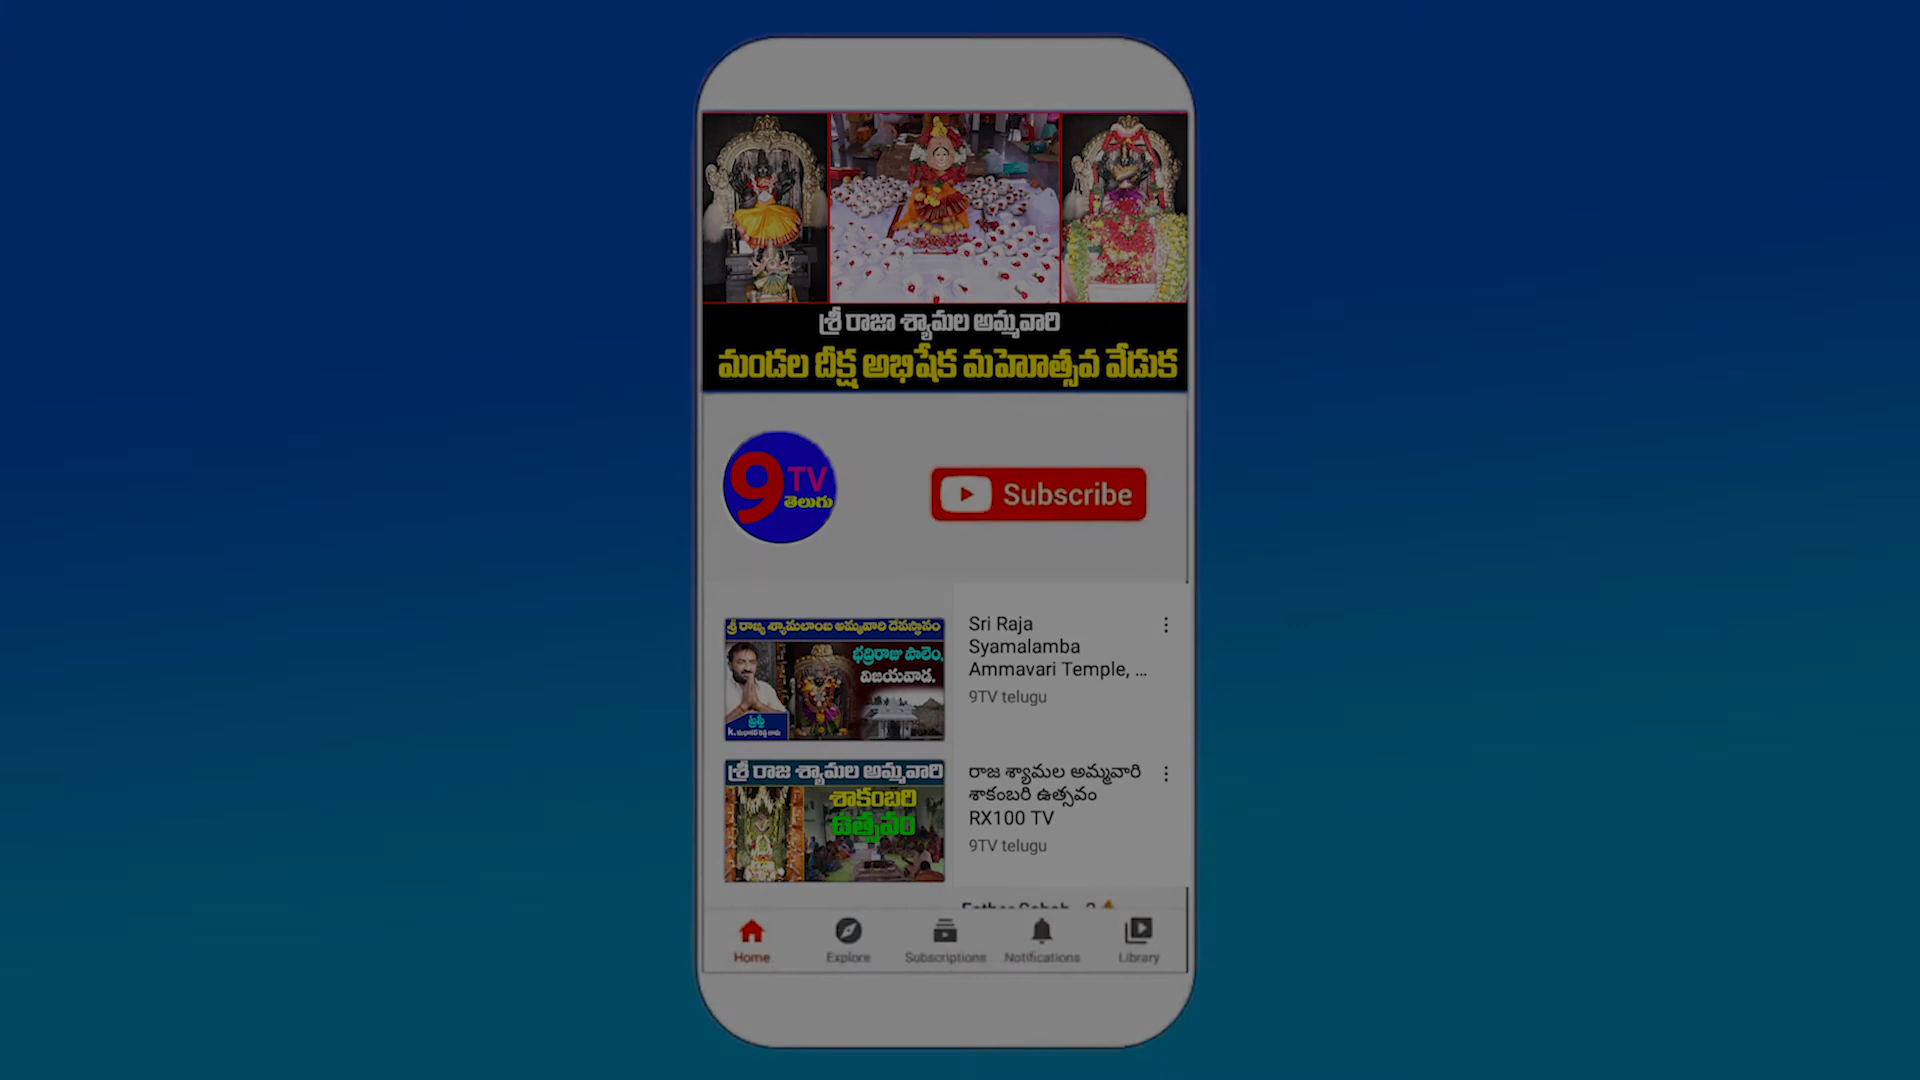 శ్రీ రాజా శ్యామల అమ్మవారి
మండల దీక్ష అభిషేక మహోత్సవ వేడుక
9 TV
తెలుగు
Subscribe
శ్రీ రాజ్య శ్యామలాంబ అమ్మవారి దేవస్థానం
భద్రిరాజు పాలెం,
విజయవాడ.
ట్రస్టీ
Sri Raja
Syamalamba
Ammavari Temple, ...
9TV telugu
శ్రీ రాజ శ్యామల అమ్మవారి
శాకంబరి
ఉత్సవం
రాజ శ్యామల అమ్మవారి
శాకంబరి ఉత్సవం
RX100 TV
9TV telugu
Home
Explore
Subscriptions
Notifications
Library